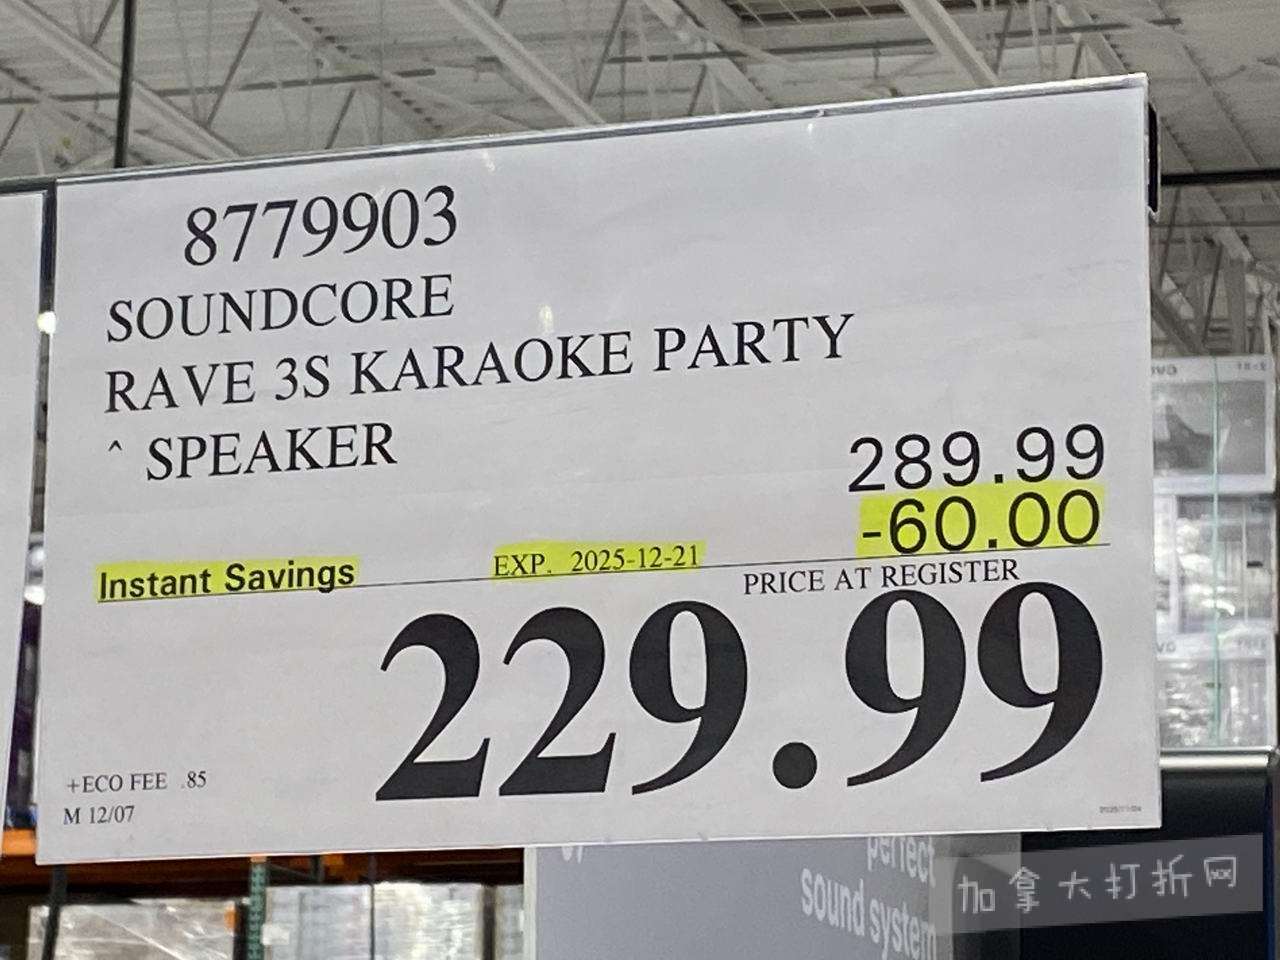 8779903
SOUNDCORE
RAVE 3S KARAOKE PARTY
^ SPEAKER
289.99
-60.00
Instant Savings
EXP. 2025-12-21
PRICE AT REGISTER
229.99
+ECO FEE .85
M 12/07
perfect
sound system
加拿大打折网